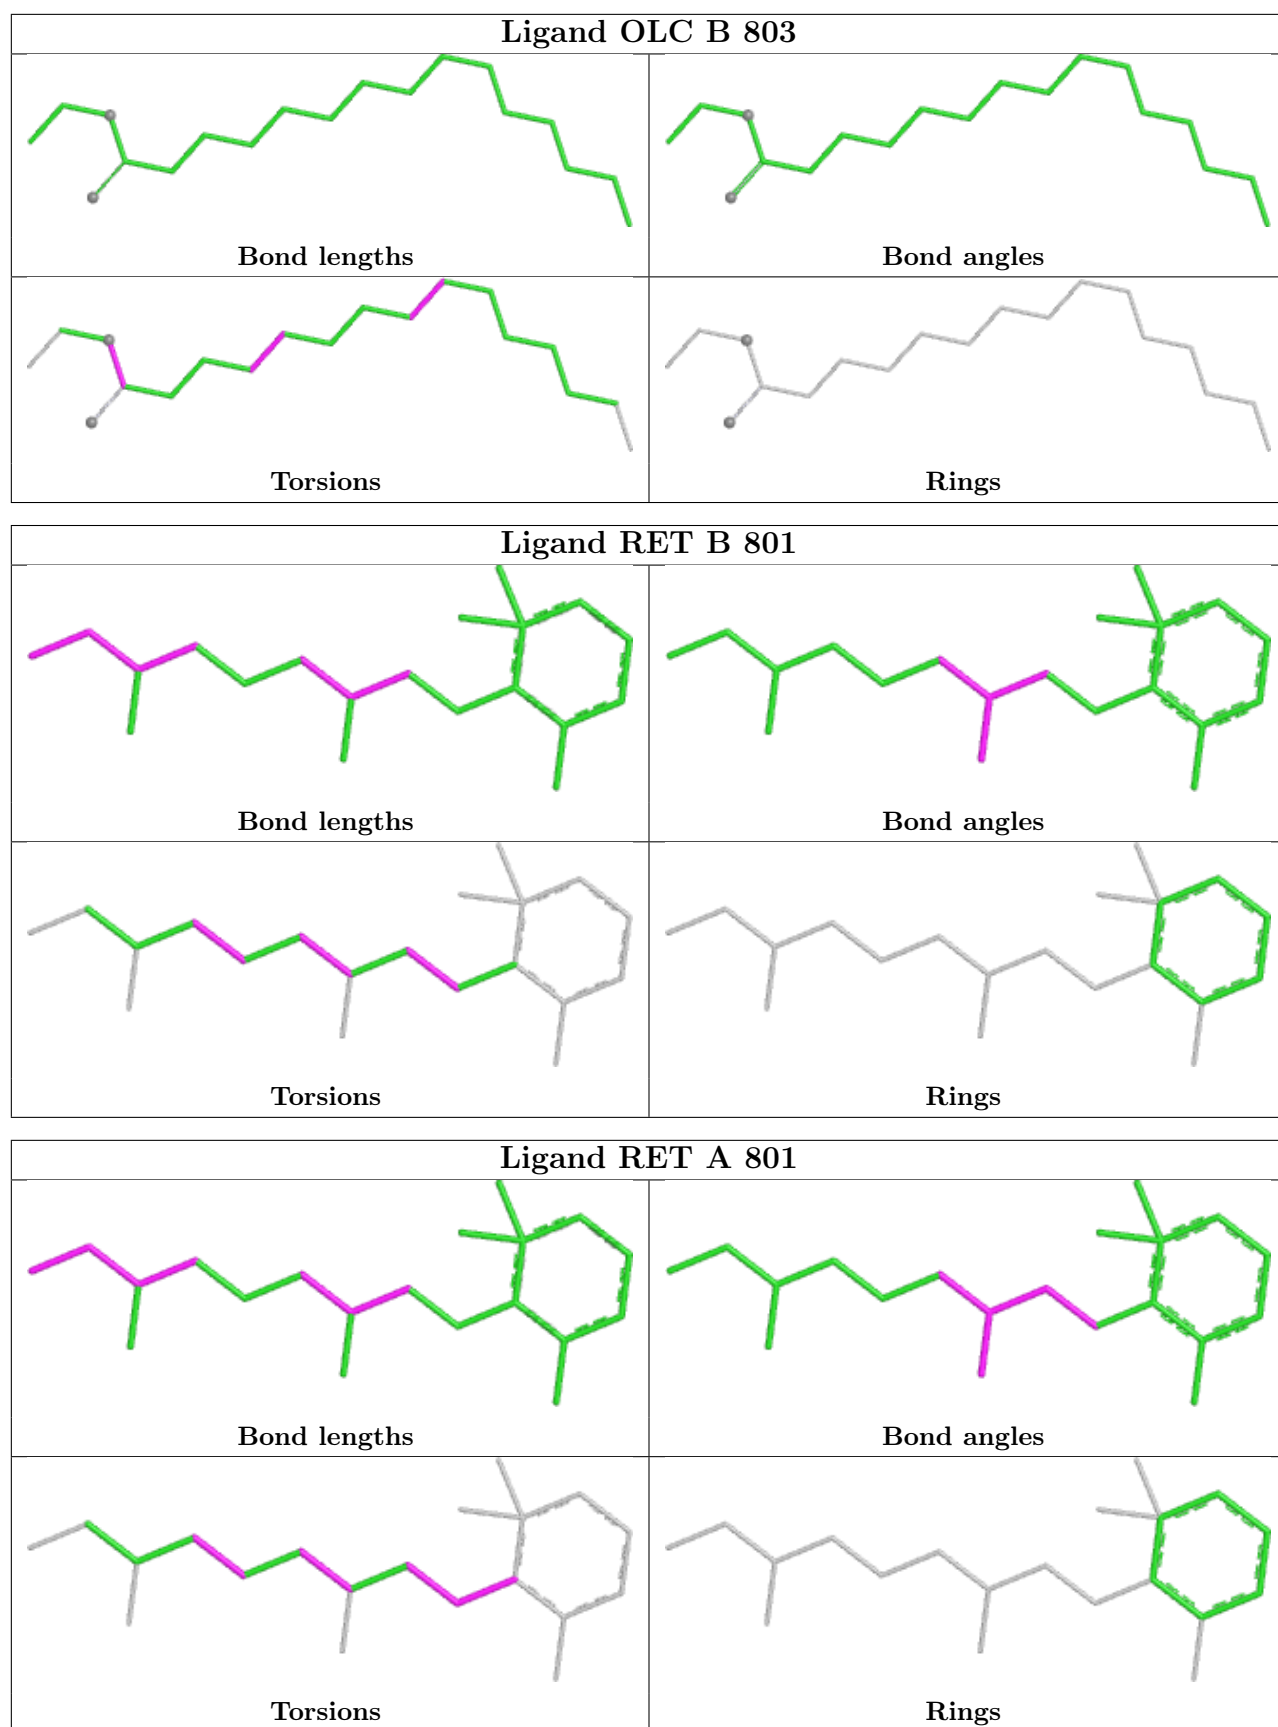 Ligand OLC B 803
Bond lengths
Bond angles
Torsions
Rings
Ligand RET B 801
Bond lengths
Bond angles
Torsions
Rings
Ligand RET A 801
Bond lengths
Bond angles
Torsions
Rings